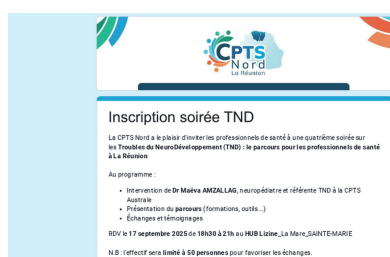 CPTS
Nord
La Réunion
Inscription soirée TND
La CPTS Nord a le plaisir d'inviter les professionnels de santé à une quatrième soirée sur
les Troubles du NeuroDéveloppement (TND) : le parcours pour les professionnels de santé
à La Réunion
Au programme :
• Intervention de Dr Maëva AMZALLAG, neuropédiatre et référente TND à la CPTS
Australe
• Présentation du parcours (formations, outils...)
• Échanges et témoignages
RDV le 17 septembre 2025 de 18h30 à 21h au HUB Lizine_La Mare_SAINTE-MARIE
N.B : l'effectif sera limité à 50 personnes pour favoriser les échanges.